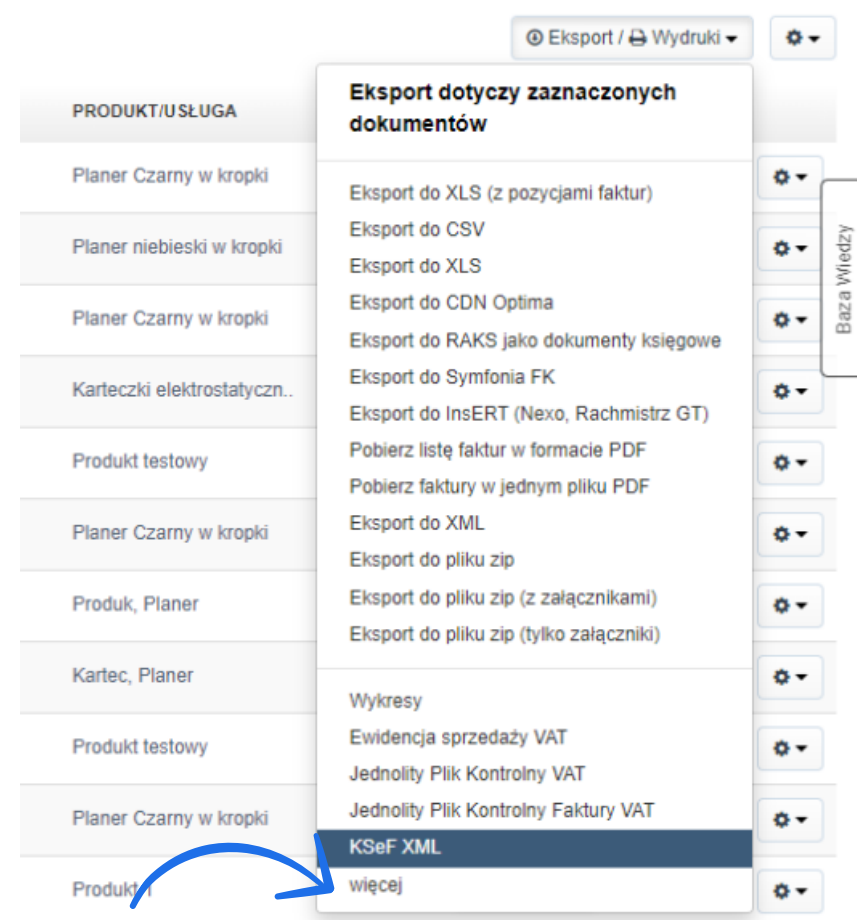 Eksport / Wydruki
PRODUKT/USŁUGA
Planer Czarny w kropki
Planer niebieski w kropki
Planer Czarny w kropki
Karteczki elektrostatyczn..
Produkt testowy
Planer Czarny w kropki
Produk, Planer
Kartec, Planer
Produkt testowy
Planer Czarny w kropki
Produkt 1
Eksport dotyczy zaznaczonych
dokumentów
Eksport do XLS (z pozycjami faktur)
Eksport do CSV
Eksport do XLS
Eksport do CDN Optima
Eksport do RAKS jako dokumenty księgowe
Eksport do Symfonia FK
Eksport do InsERT (Nexo, Rachmistrz GT)
Pobierz listę faktur w formacie PDF
Pobierz faktury w jednym pliku PDF
Eksport do XML
Eksport do pliku zip
Eksport do pliku zip (z załącznikami)
Eksport do pliku zip (tylko załączniki)
Wykresy
Ewidencja sprzedaży VAT
Jednolity Plik Kontrolny VAT
Jednolity Plik Kontrolny Faktury VAT
KSeF XML
więcej
Baza Wiedzy